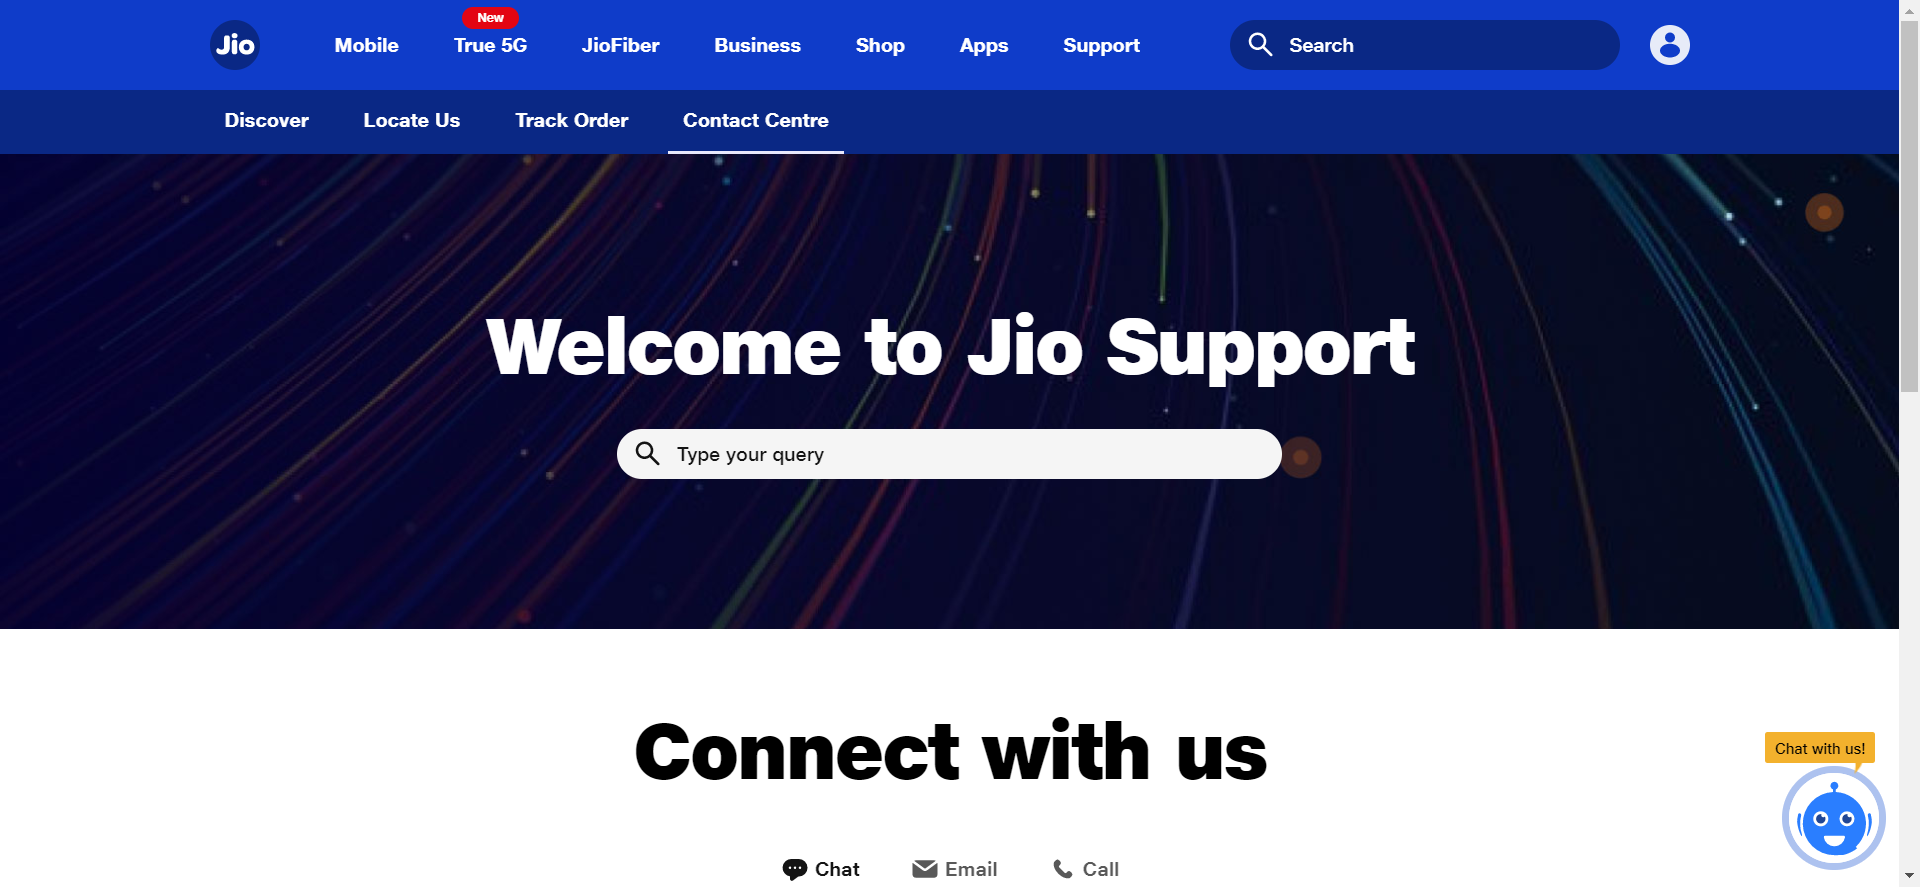 New
Jio Mobile True 5G JioFiber Business Shop Apps Support Search
Discover Locate Us Track Order Contact Centre
Welcome to Jio Support
Type your query
Connect with us
Chat with us!
Chat Email Call